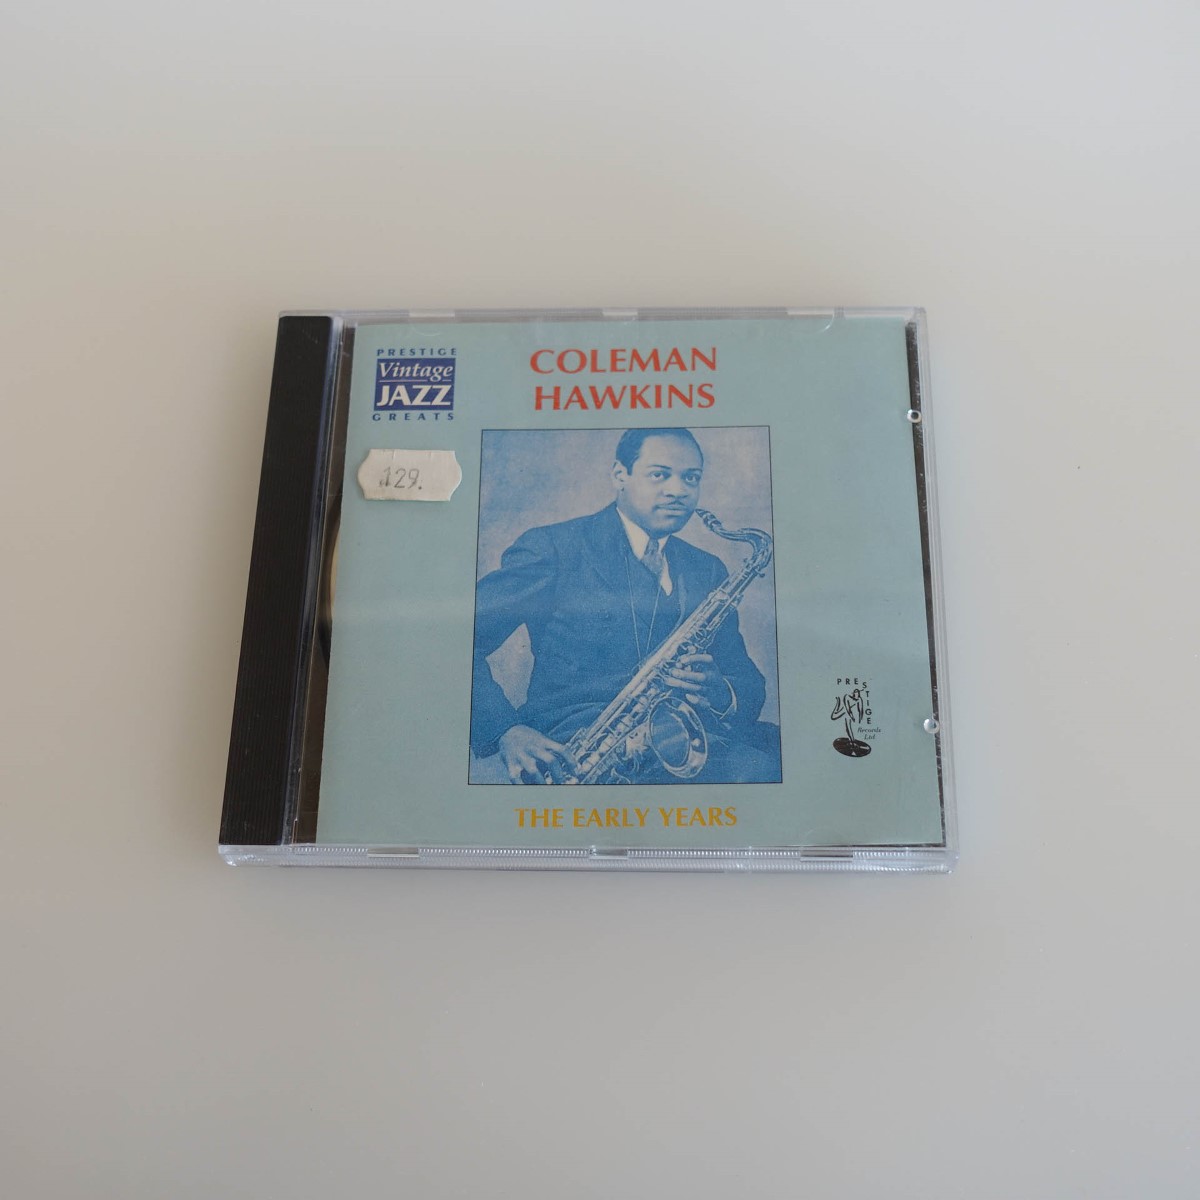 PRESTIGE
Vintage
JAZZ
GREATS
COLEMAN
HAWKINS
129.
PRESTIGE
Records
Ltd
THE EARLY YEARS